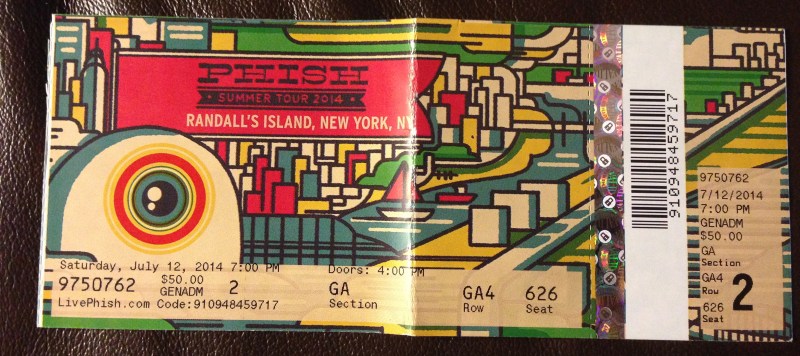 PHISH
• SUMMER TOUR 2014 •
RANDALL'S ISLAND, NEW YORK, NY
Saturday, July 12, 2014 7:00 PM
Doors: 4:00 PM
9750762
$50.00
GENADM
2
GA
Section
GA4
Row
626
Seat
LivePhish.com Code:910948459717
910948459717
9750762
7/12/2014
7:00 PM
GENADM
$50.00
GA
Section
GA4
Row
2
626
Seat